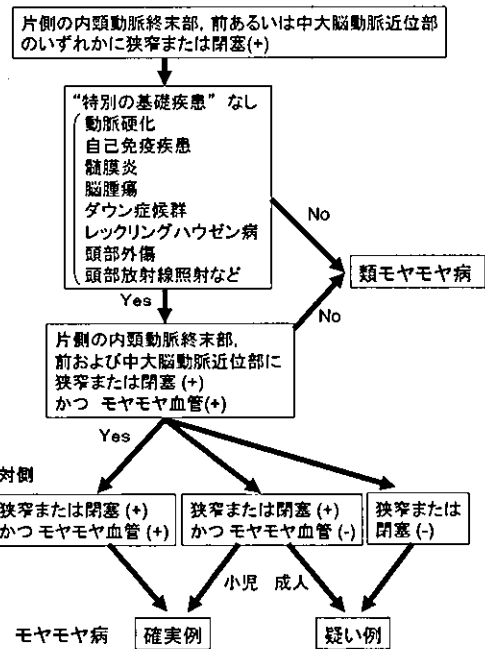 片側の内頸動脈終末部, 前あるいは中大脳動脈近位部
のいずれかに狭窄または閉塞(+)
“特別の基礎疾患” なし
動脈硬化
自己免疫疾患
髄膜炎
脳腫瘍
ダウン症候群
レックリングハウゼン病
頭部外傷
頭部放射線照射など
No
類モヤモヤ病
Yes
No
片側の内頸動脈終末部,
前および中大脳動脈近位部に
狭窄または閉塞 (+)
かつ モヤモヤ血管(+)
Yes
対側
狭窄または閉塞 (+)
かつ モヤモヤ血管 (+)
狭窄または閉塞 (+)
かつ モヤモヤ血管 (-)
狭窄または
閉塞 (-)
小児 成人
モヤモヤ病 確実例 疑い例